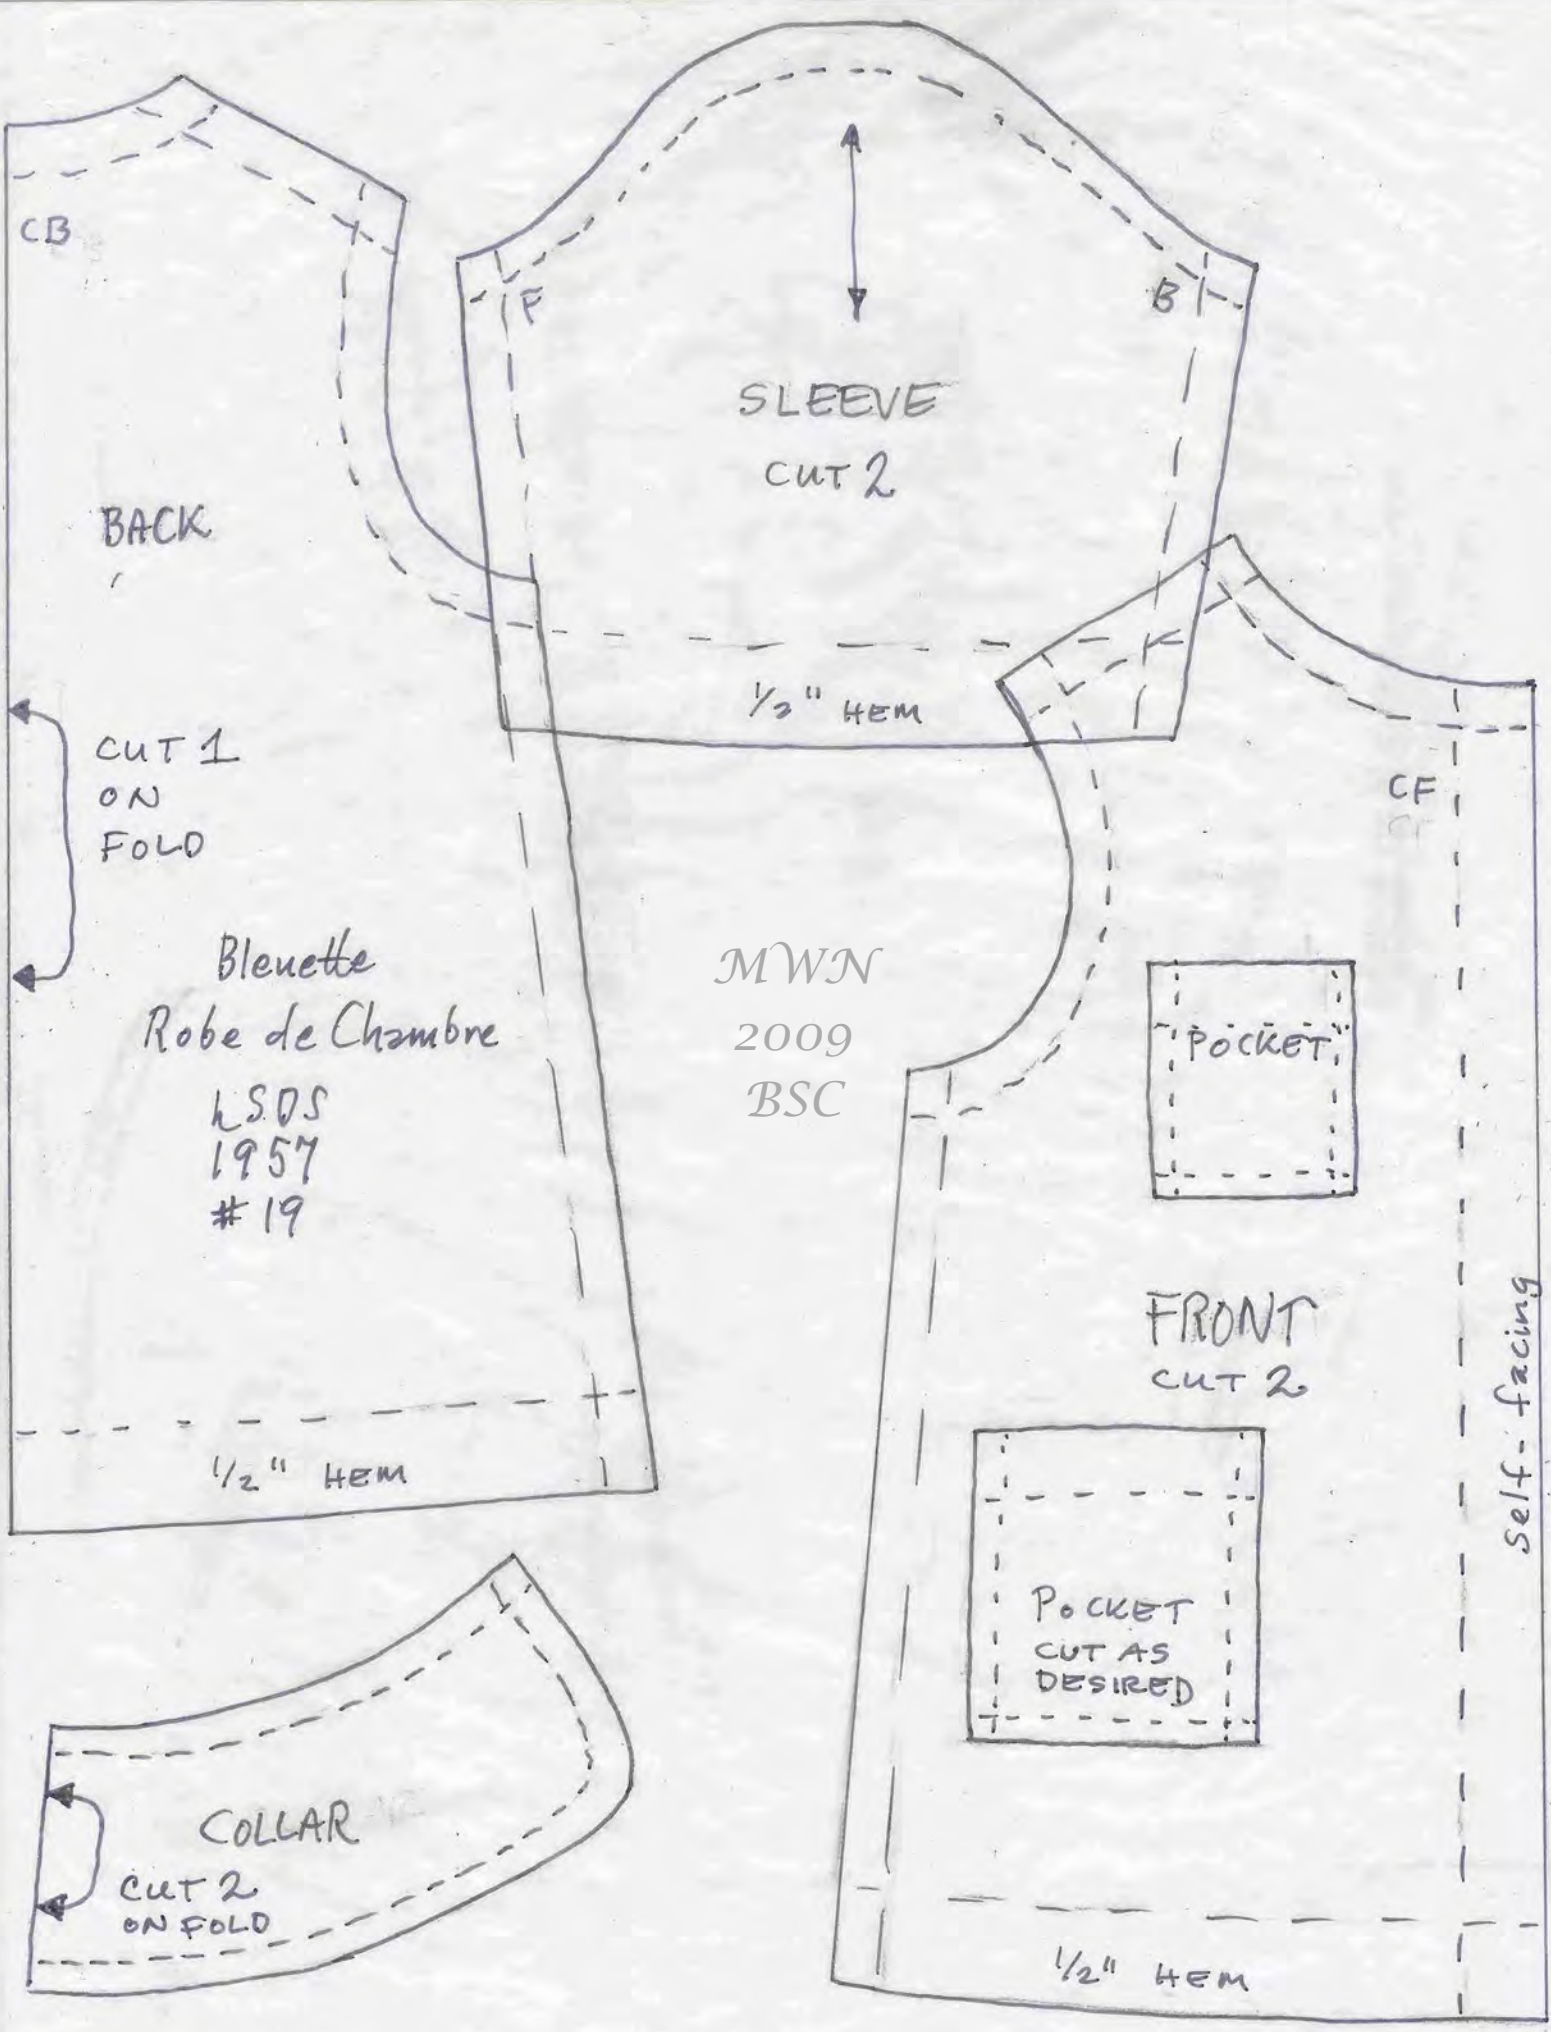 CB
BACK
CUT 1
ON
FOLD
Bleuette
Robe de Chambre
LSDS
1957
#19
1/2" HEM
F
B
SLEEVE
CUT 2
1/2" HEM
MWN
2009
BSC
CF
POCKET
FRONT
CUT 2
self-facing
POCKET
CUT AS
DESIRED
1/2" HEM
COLLAR
CUT 2
ON FOLD